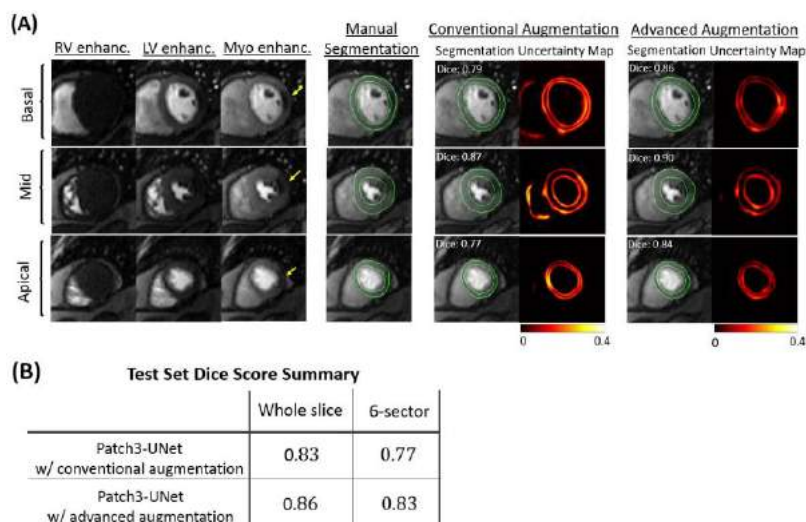 (A)
RV enhanc. LV enhanc. Myo enhanc. Manual Segmentation Conventional Augmentation Advanced Augmentation
Segmentation Uncertainty Map Segmentation Uncertainty Map
Basal
Dice: 0.79 Dice: 0.86
Mid
Dice: 0.87 Dice: 0.90
Apical
Dice: 0.77 Dice: 0.84
0 0.4 0 0.4
(B)
Test Set Dice Score Summary
Whole slice 6-sector
Patch3-UNet
w/ conventional augmentation 0.83 0.77
Patch3-UNet
w/ advanced augmentation 0.86 0.83